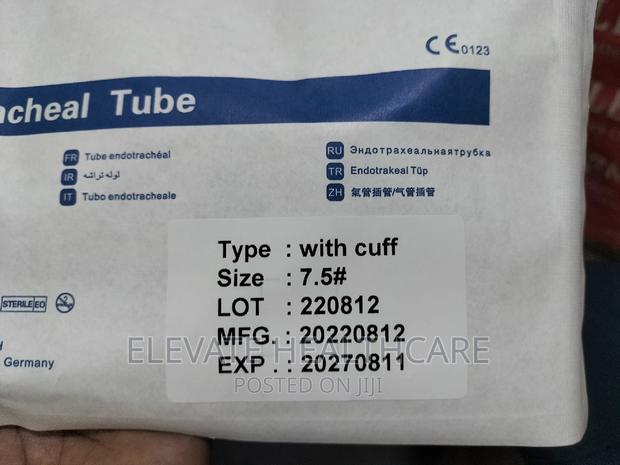 CE 0123
acheal Tube
FR Tube endotrachéal
IR لوله تراشه
IT Tubo endotracheale
RU Эндотрахеальнаятрубка
TR Endotrakeal Tüp
ZH 氣管插管/气管插管
Type : with cuff
Size : 7.5#
LOT : 220812
MFG. : 20220812
EXP. : 20270811
STERILE EO
H
Germany
ELEVATE HEALTHCARE
POSTED ON JIJI